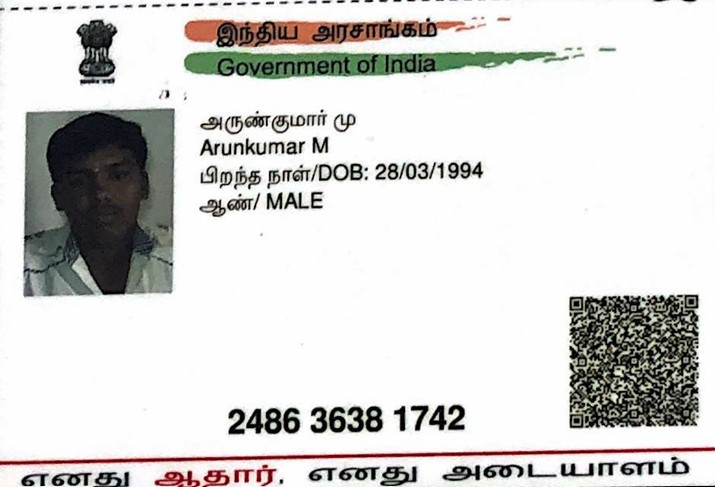 இந்திய அரசாங்கம்
Government of India
அருண்குமார் மு
Arunkumar M
பிறந்த நாள்/DOB: 28/03/1994
ஆண்/ MALE
2486 3638 1742
எனது ஆதார், எனது அடையாளம்